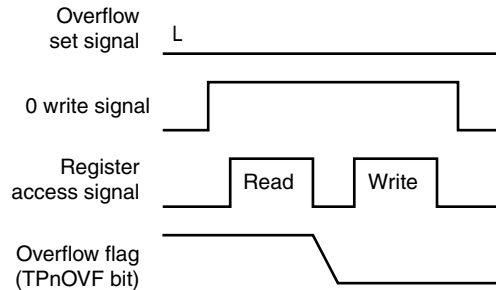 Overflow
set signal
L
0 write signal
Register
access signal
Read
Write
Overflow flag
(TPnOVF bit)